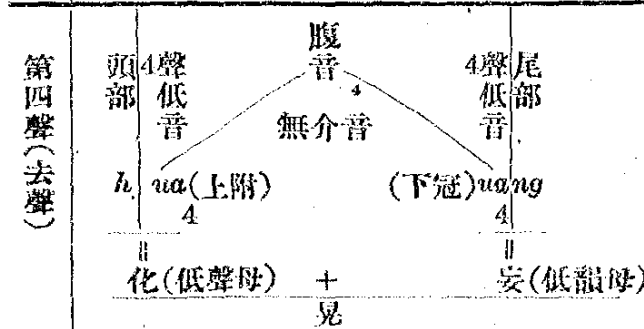 第四聲(去聲)
頭部 4聲低音 腹音 4聲低音 尾部
4
無介音
h ua(上附) (下冠)uang
4 4
॥ ॥
化(低聲母) + 妄(低韻母)
晃